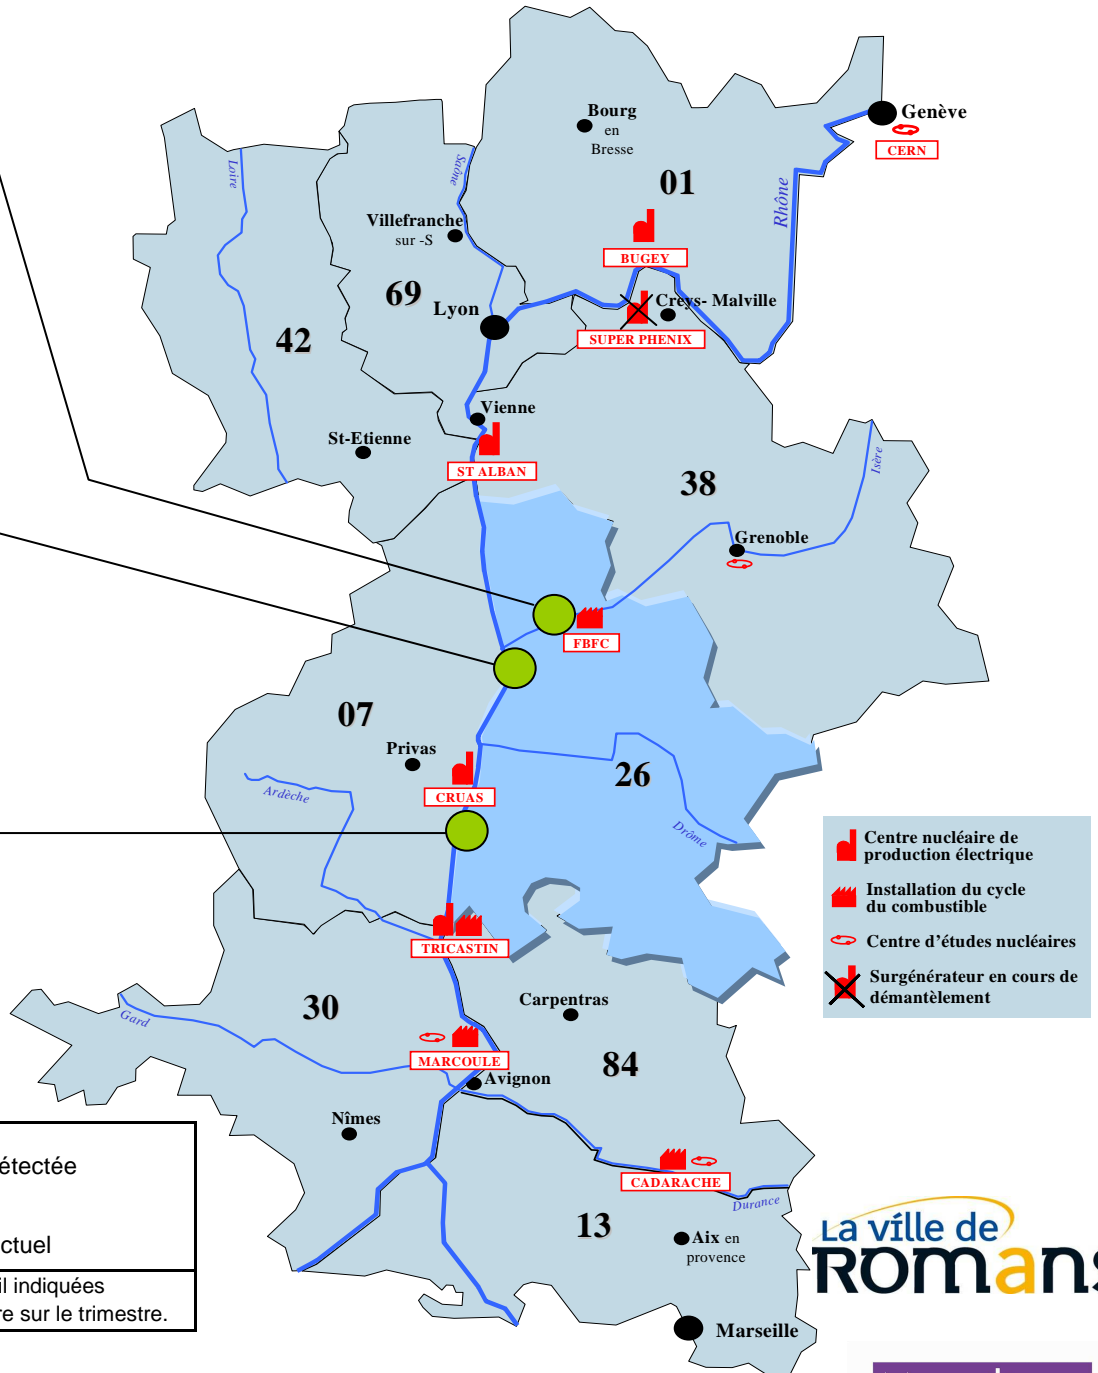 Genève
CERN
Bourg
en
Bresse
01
Loire
Saône
Rhône
Villefranche
sur -S
BUGEY
69
Lyon
Creys- Malville
SUPER PHENIX
42
Vienne
St-Etienne
ST ALBAN
38
Isère
Grenoble
FBFC
07
Privas
26
CRUAS
Ardèche
Drôme
Centre nucléaire de
production électrique
Installation du cycle
du combustible
Centre d'études nucléaires
Surgénérateur en cours de
démantèlement
TRICASTIN
30
Carpentras
Gard
MARCOULE
84
Avignon
Nîmes
étectée
CADARACHE
Durance
13
Aix en
provence
ctuel
il indiquées
re sur le trimestre.
La ville de
Romans
Marseille